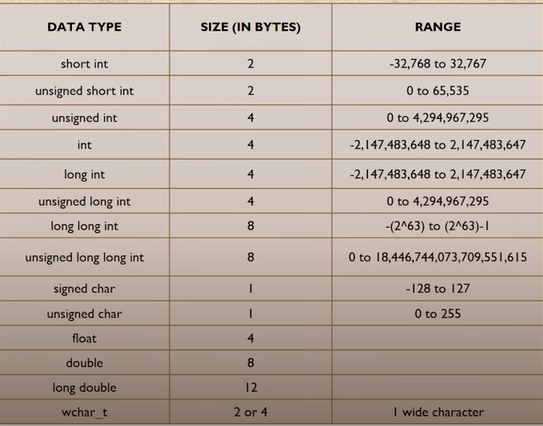 DATA TYPE SIZE (IN BYTES) RANGE
short int 2 -32,768 to 32,767
unsigned short int 2 0 to 65,535
unsigned int 4 0 to 4,294,967,295
int 4 -2,147,483,648 to 2,147,483,647
long int 4 -2,147,483,648 to 2,147,483,647
unsigned long int 4 0 to 4,294,967,295
long long int 8 -(2^63) to (2^63)-1
unsigned long long int 8 0 to 18,446,744,073,709,551,615
signed char 1 -128 to 127
unsigned char 1 0 to 255
float 4
double 8
long double 12
wchar_t 2 or 4 1 wide character